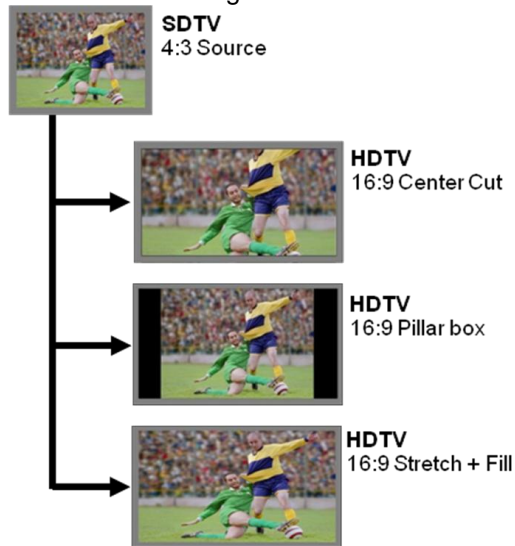 SDTV
4:3 Source
HDTV
16:9 Center Cut
HDTV
16:9 Pillar box
HDTV
16:9 Stretch + Fill